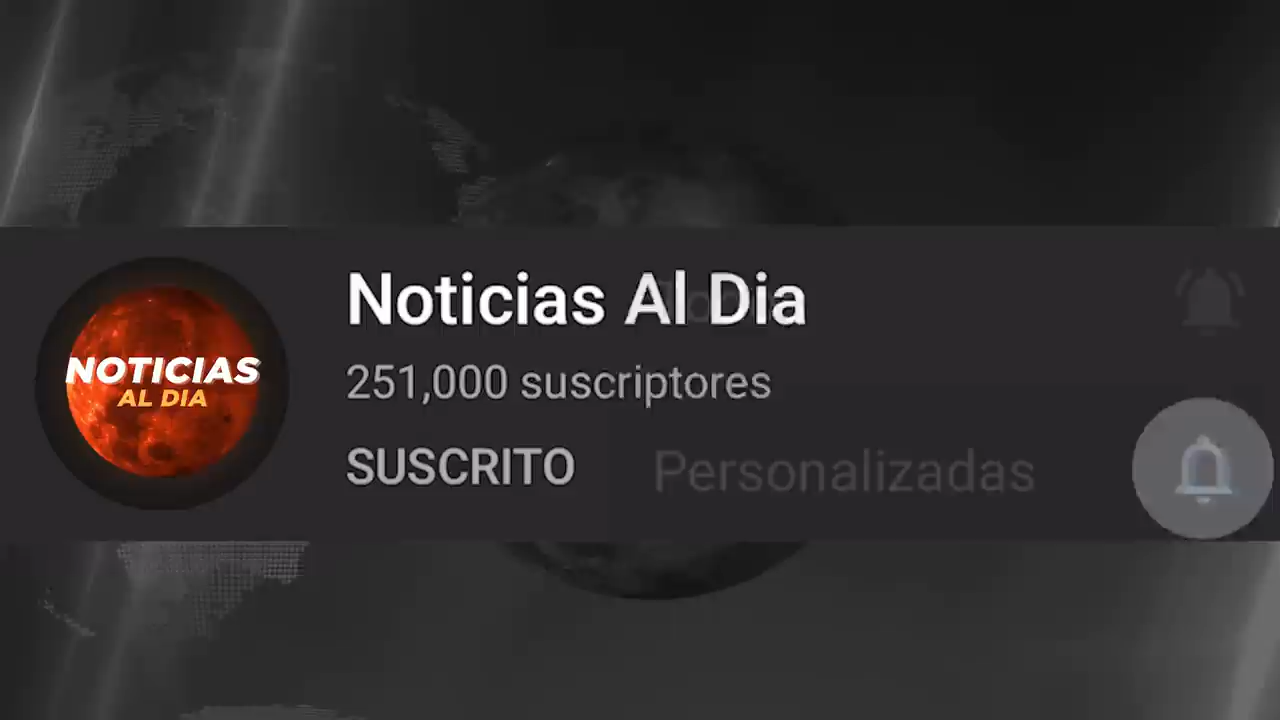 Noticias Al Dia
251,000 suscriptores
NOTICIAS
AL DIA
SUSCRITO
Personalizadas